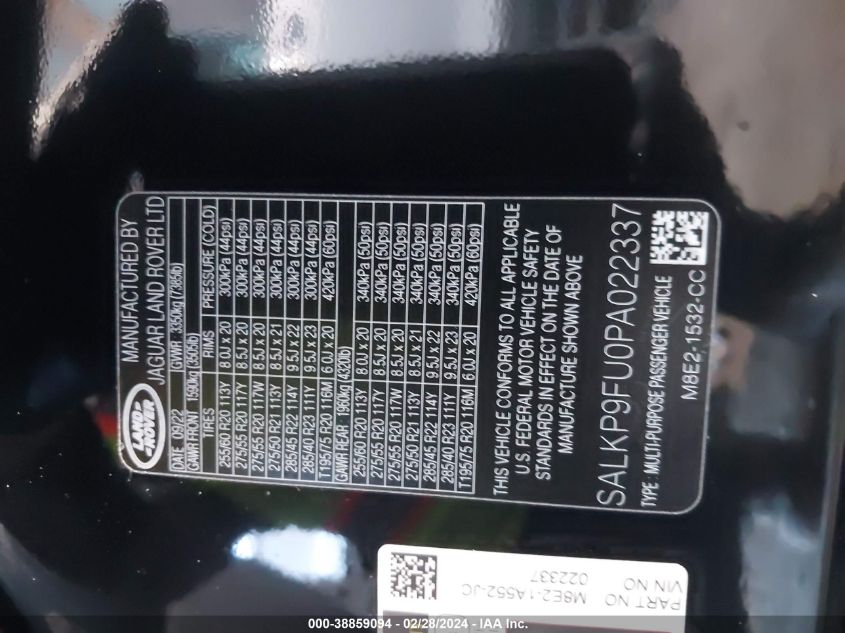 MANUFACTURED BY
JAGUAR LAND ROVER LTD
LAND ROVER
DATE 09/22 GVWR 3350kg (7385lb)
GAWR FRONT 1590kg (3505lb)
TIRES RIMS PRESSURE (COLD)
255/60 R20 113Y 8.0J x 20 300kPa (44psi)
275/55 R20 117Y 8.5J x 20 300kPa (44psi)
275/55 R20 117W 8.5J x 20 300kPa (44psi)
275/50 R21 113Y 8.5J x 21 300kPa (44psi)
285/45 R22 114Y 9.5J x 22 300kPa (44psi)
285/40 R23 111Y 9.5J x 23 300kPa (44psi)
T195/75 R20 116M 6.0J x 20 420kPa (60psi)
GAWR REAR 1960kg (4320lb)
255/60 R20 113Y 8.0J x 20 340kPa (50psi)
275/55 R20 117Y 8.5J x 20 340kPa (50psi)
275/55 R20 117W 8.5J x 20 340kPa (50psi)
275/50 R21 113Y 8.5J x 21 340kPa (50psi)
285/45 R22 114Y 9.5J x 22 340kPa (50psi)
285/40 R23 111Y 9.5J x 23 340kPa (50psi)
T195/75 R20 116M 6.0J x 20 420kPa (60psi)
THIS VEHICLE CONFORMS TO ALL APPLICABLE
U.S. FEDERAL MOTOR VEHICLE SAFETY
STANDARDS IN EFFECT ON THE DATE OF
MANUFACTURE SHOWN ABOVE
SALKP9FU0PA022337
TYPE : MULTI-PURPOSE PASSENGER VEHICLE
M8E2-1532-CC
M8E2-1A552-JC
022337
PART NO
VIN NO
000-38859094 - 02/28/2024 - IAA Inc.